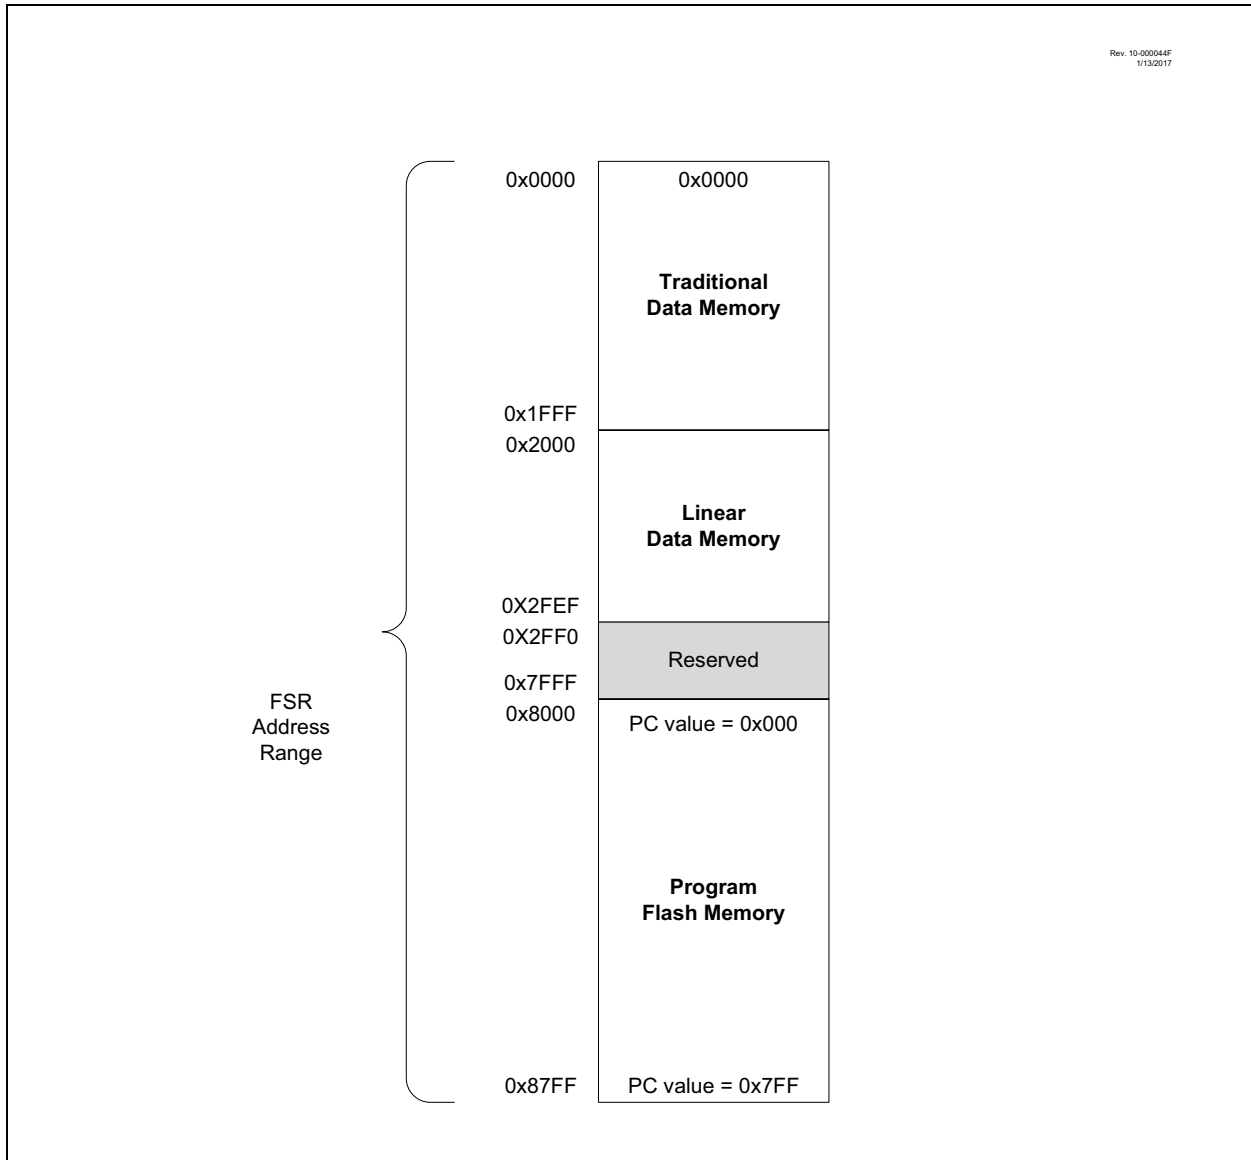 Rev. 10-000044F
1/13/2017
0x0000
0x0000
Traditional
Data Memory
0x1FFF
0x2000
Linear
Data Memory
0X2FEF
0X2FF0
Reserved
0x7FFF
0x8000
PC value = 0x000
FSR
Address
Range
Program
Flash Memory
0x87FF
PC value = 0x7FF